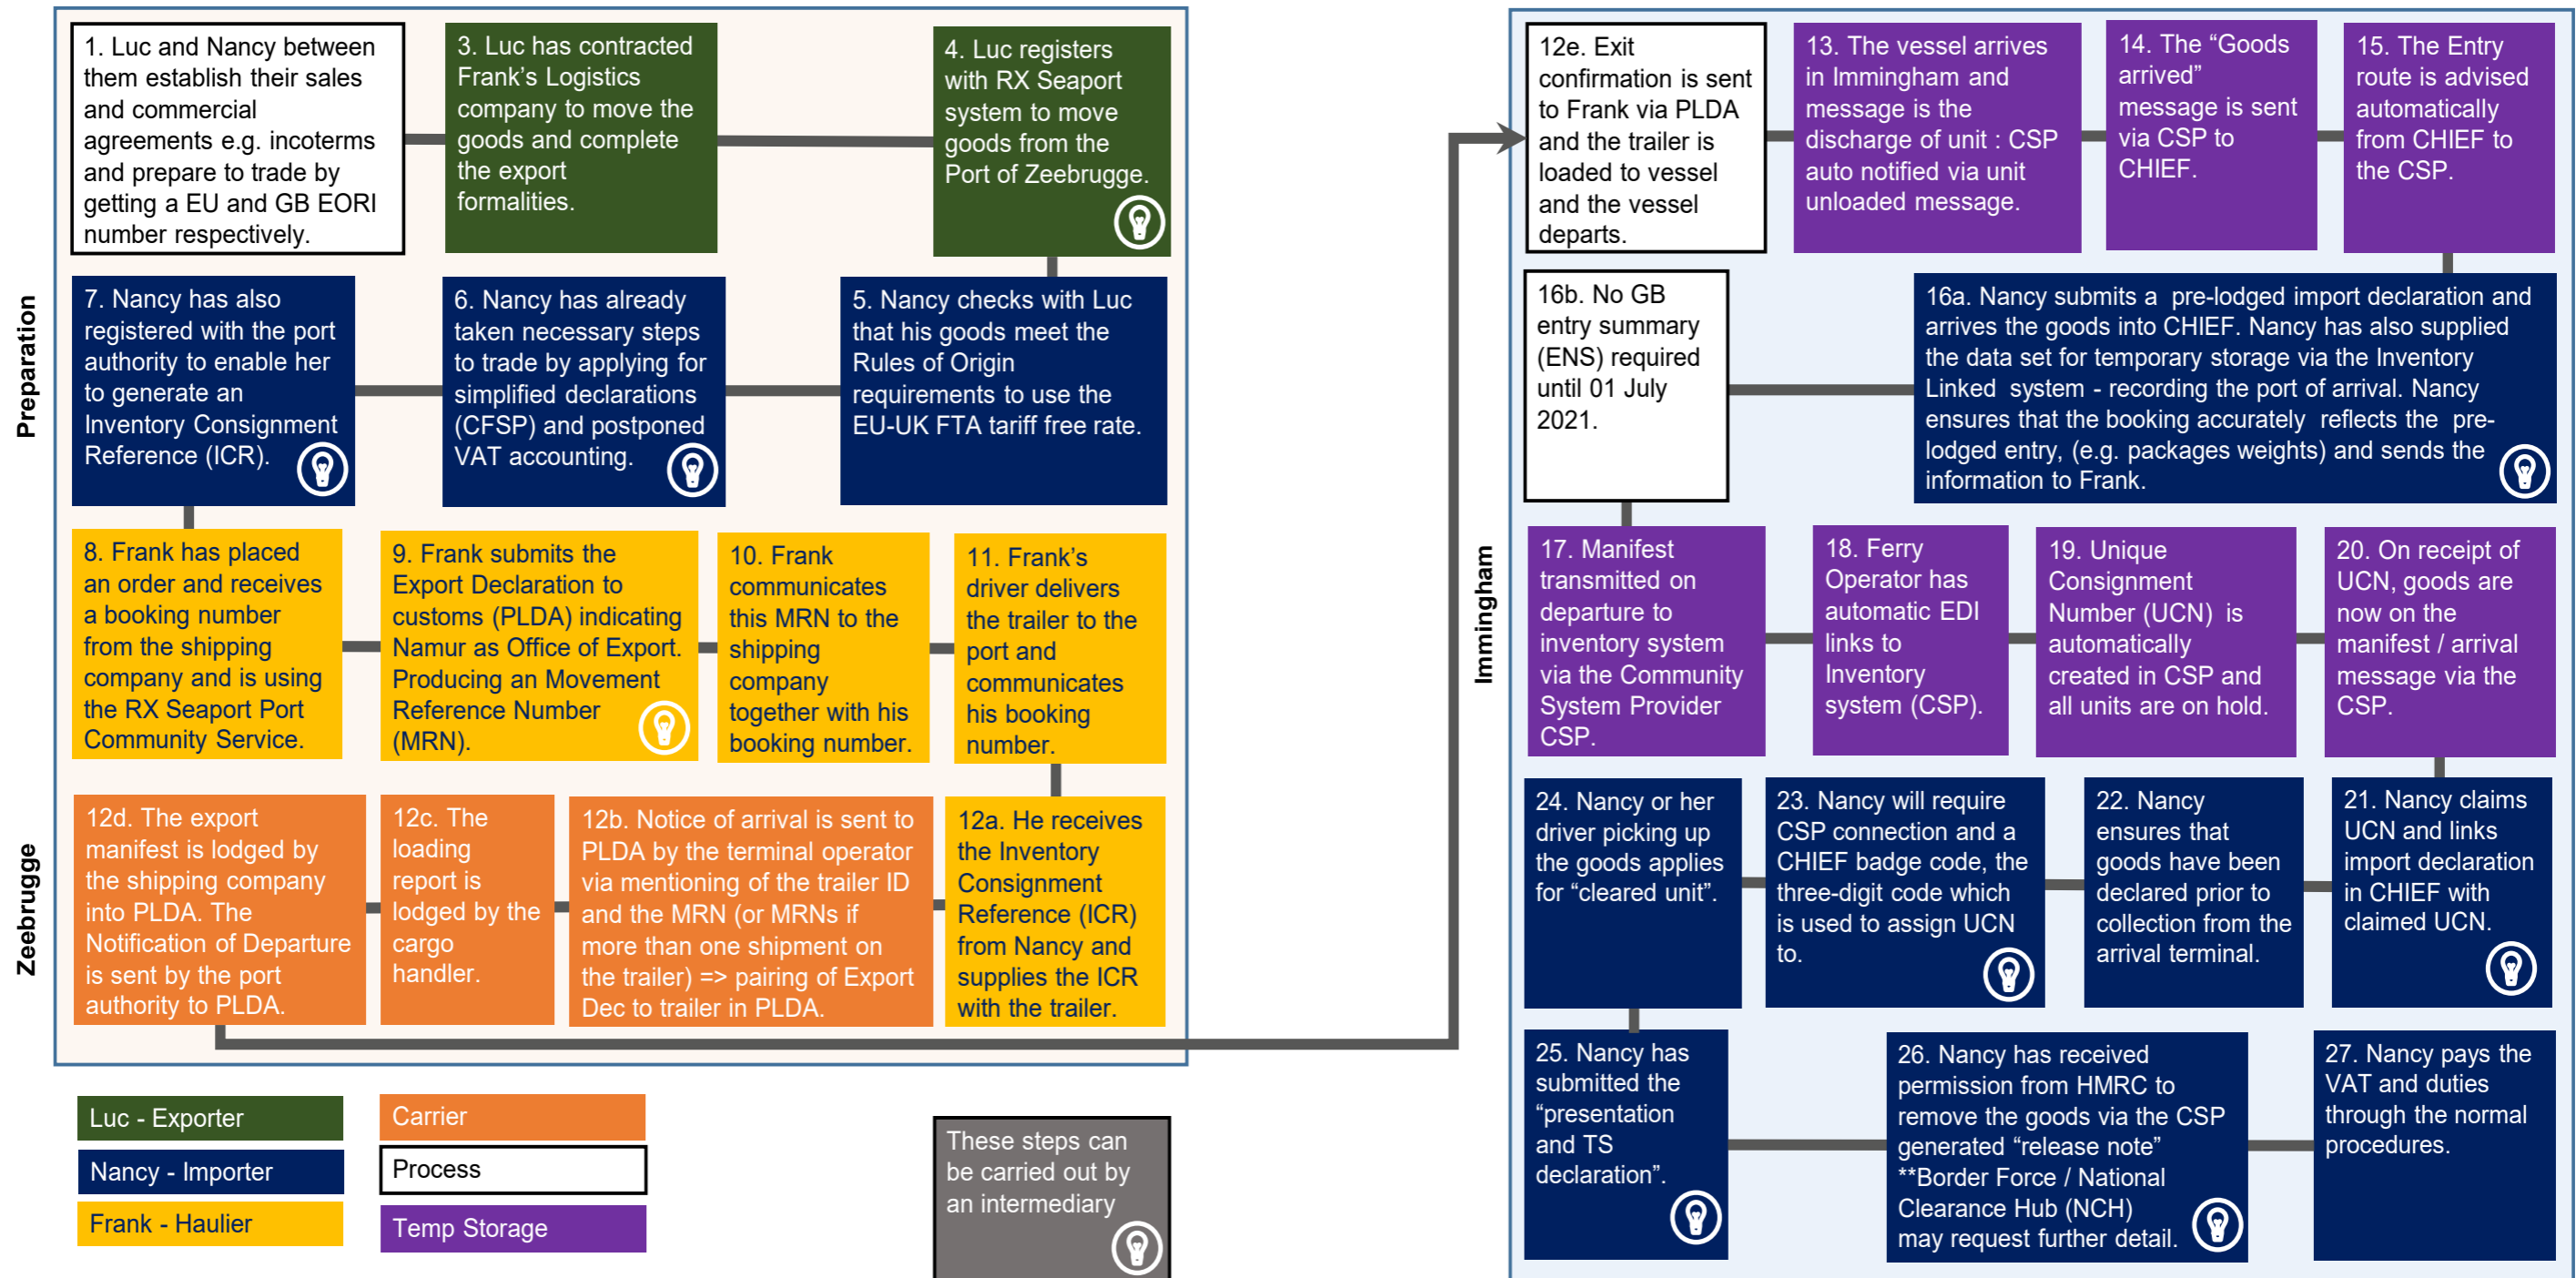 Preparation
1. Luc and Nancy between
them establish their sales
and commercial
agreements e.g. incoterms
and prepare to trade by
getting a EU and GB EORI
number respectively.
3. Luc has contracted
Frank’s Logistics
company to move the
goods and complete
the export
formalities.
4. Luc registers
with RX Seaport
system to move
goods from the
Port of Zeebrugge.
7. Nancy has also
registered with the port
authority to enable her
to generate an
Inventory Consignment
Reference (ICR).
6. Nancy has already
taken necessary steps
to trade by applying for
simplified declarations
(CFSP) and postponed
VAT accounting.
5. Nancy checks with Luc
that his goods meet the
Rules of Origin
requirements to use the
EU-UK FTA tariff free rate.
8. Frank has placed
an order and receives
a booking number
from the shipping
company and is using
the RX Seaport Port
Community Service.
9. Frank submits the
Export Declaration to
customs (PLDA) indicating
Namur as Office of Export.
Producing an Movement
Reference Number
(MRN).
10. Frank
communicates
this MRN to the
shipping
company
together with his
booking number.
11. Frank’s
driver delivers
the trailer to the
port and
communicates
his booking
number.
Zeebrugge
12d. The export
manifest is lodged by
the shipping company
into PLDA. The
Notification of Departure
is sent by the port
authority to PLDA.
12c. The
loading
report is
lodged by the
cargo
handler.
12b. Notice of arrival is sent to
PLDA by the terminal operator
via mentioning of the trailer ID
and the MRN (or MRNs if
more than one shipment on
the trailer) => pairing of Export
Dec to trailer in PLDA.
12a. He receives
the Inventory
Consignment
Reference (ICR)
from Nancy and
supplies the ICR
with the trailer.
Luc - Exporter
Nancy - Importer
Frank - Haulier
Carrier
Process
Temp Storage
These steps can
be carried out by
an intermediary
Immingham
12e. Exit
confirmation is sent
to Frank via PLDA
and the trailer is
loaded to vessel
and the vessel
departs.
13. The vessel arrives
in Immingham and
message is the
discharge of unit : CSP
auto notified via unit
unloaded message.
14. The “Goods
arrived”
message is sent
via CSP to
CHIEF.
15. The Entry
route is advised
automatically
from CHIEF to
the CSP.
16b. No GB
entry summary
(ENS) required
until 01 July
2021.
16a. Nancy submits a pre-lodged import declaration and
arrives the goods into CHIEF. Nancy has also supplied
the data set for temporary storage via the Inventory
Linked system - recording the port of arrival. Nancy
ensures that the booking accurately reflects the pre-
lodged entry, (e.g. packages weights) and sends the
information to Frank.
17. Manifest
transmitted on
departure to
inventory system
via the Community
System Provider
CSP.
18. Ferry
Operator has
automatic EDI
links to
Inventory
system (CSP).
19. Unique
Consignment
Number (UCN) is
automatically
created in CSP and
all units are on hold.
20. On receipt of
UCN, goods are
now on the
manifest / arrival
message via the
CSP.
24. Nancy or her
driver picking up
the goods applies
for “cleared unit”.
23. Nancy will require
CSP connection and a
CHIEF badge code, the
three-digit code which
is used to assign UCN
to.
22. Nancy
ensures that
goods have been
declared prior to
collection from the
arrival terminal.
21. Nancy claims
UCN and links
import declaration
in CHIEF with
claimed UCN.
25. Nancy has
submitted the
“presentation
and TS
declaration”.
26. Nancy has received
permission from HMRC to
remove the goods via the CSP
generated “release note”
**Border Force / National
Clearance Hub (NCH)
may request further detail.
27. Nancy pays the
VAT and duties
through the normal
procedures.